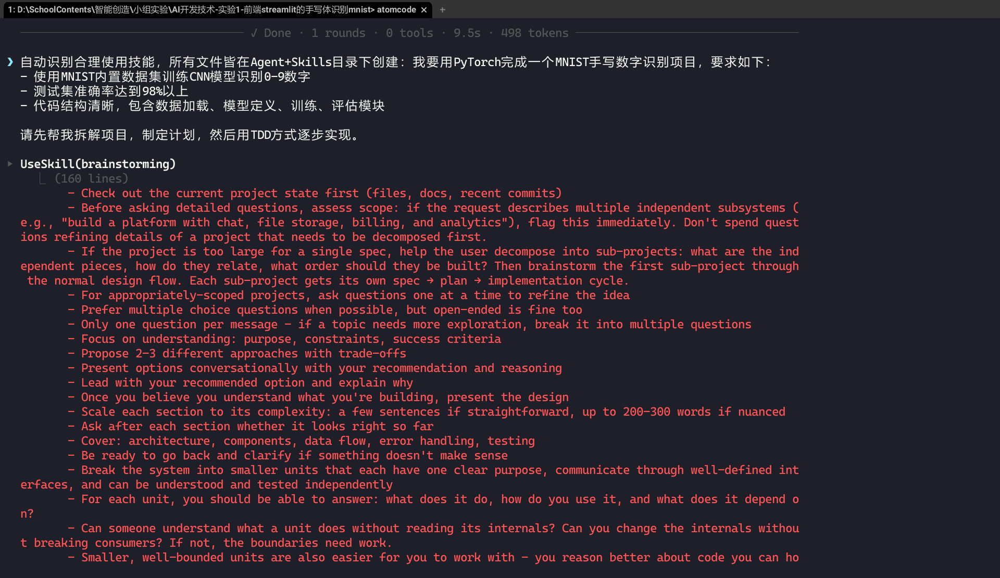 1: D:\SchoolContents\智能创造\小组实验\AI开发技术-实验1-前端streamlit的手写体识别mnist> atomcode × +
✓ Done · 1 rounds · 0 tools · 9.5s · 498 tokens
❯ 自动识别合理使用技能，所有文件皆在Agent+Skills目录下创建：我要用PyTorch完成一个MNIST手写数字识别项目，要求如下：
- 使用MNIST内置数据集训练CNN模型识别0-9数字
- 测试集准确率达到98%以上
- 代码结构清晰，包含数据加载、模型定义、训练、评估模块
请先帮我拆解项目，制定计划，然后用TDD方式逐步实现。
▸ UseSkill(brainstorming)
(160 lines)
- Check out the current project state first (files, docs, recent commits)
- Before asking detailed questions, assess scope: if the request describes multiple independent subsystems (
e.g., "build a platform with chat, file storage, billing, and analytics"), flag this immediately. Don't spend quest
ions refining details of a project that needs to be decomposed first.
- If the project is too large for a single spec, help the user decompose into sub-projects: what are the ind
ependent pieces, how do they relate, what order should they be built? Then brainstorm the first sub-project through
the normal design flow. Each sub-project gets its own spec → plan → implementation cycle.
- For appropriately-scoped projects, ask questions one at a time to refine the idea
- Prefer multiple choice questions when possible, but open-ended is fine too
- Only one question per message - if a topic needs more exploration, break it into multiple questions
- Focus on understanding: purpose, constraints, success criteria
- Propose 2-3 different approaches with trade-offs
- Present options conversationally with your recommendation and reasoning
- Lead with your recommended option and explain why
- Once you believe you understand what you're building, present the design
- Scale each section to its complexity: a few sentences if straightforward, up to 200-300 words if nuanced
- Ask after each section whether it looks right so far
- Cover: architecture, components, data flow, error handling, testing
- Be ready to go back and clarify if something doesn't make sense
- Break the system into smaller units that each have one clear purpose, communicate through well-defined int
erfaces, and can be understood and tested independently
- For each unit, you should be able to answer: what does it do, how do you use it, and what does it depend o
n?
- Can someone understand what a unit does without reading its internals? Can you change the internals withou
t breaking consumers? If not, the boundaries need work.
- Smaller, well-bounded units are also easier for you to work with - you reason better about code you can ho